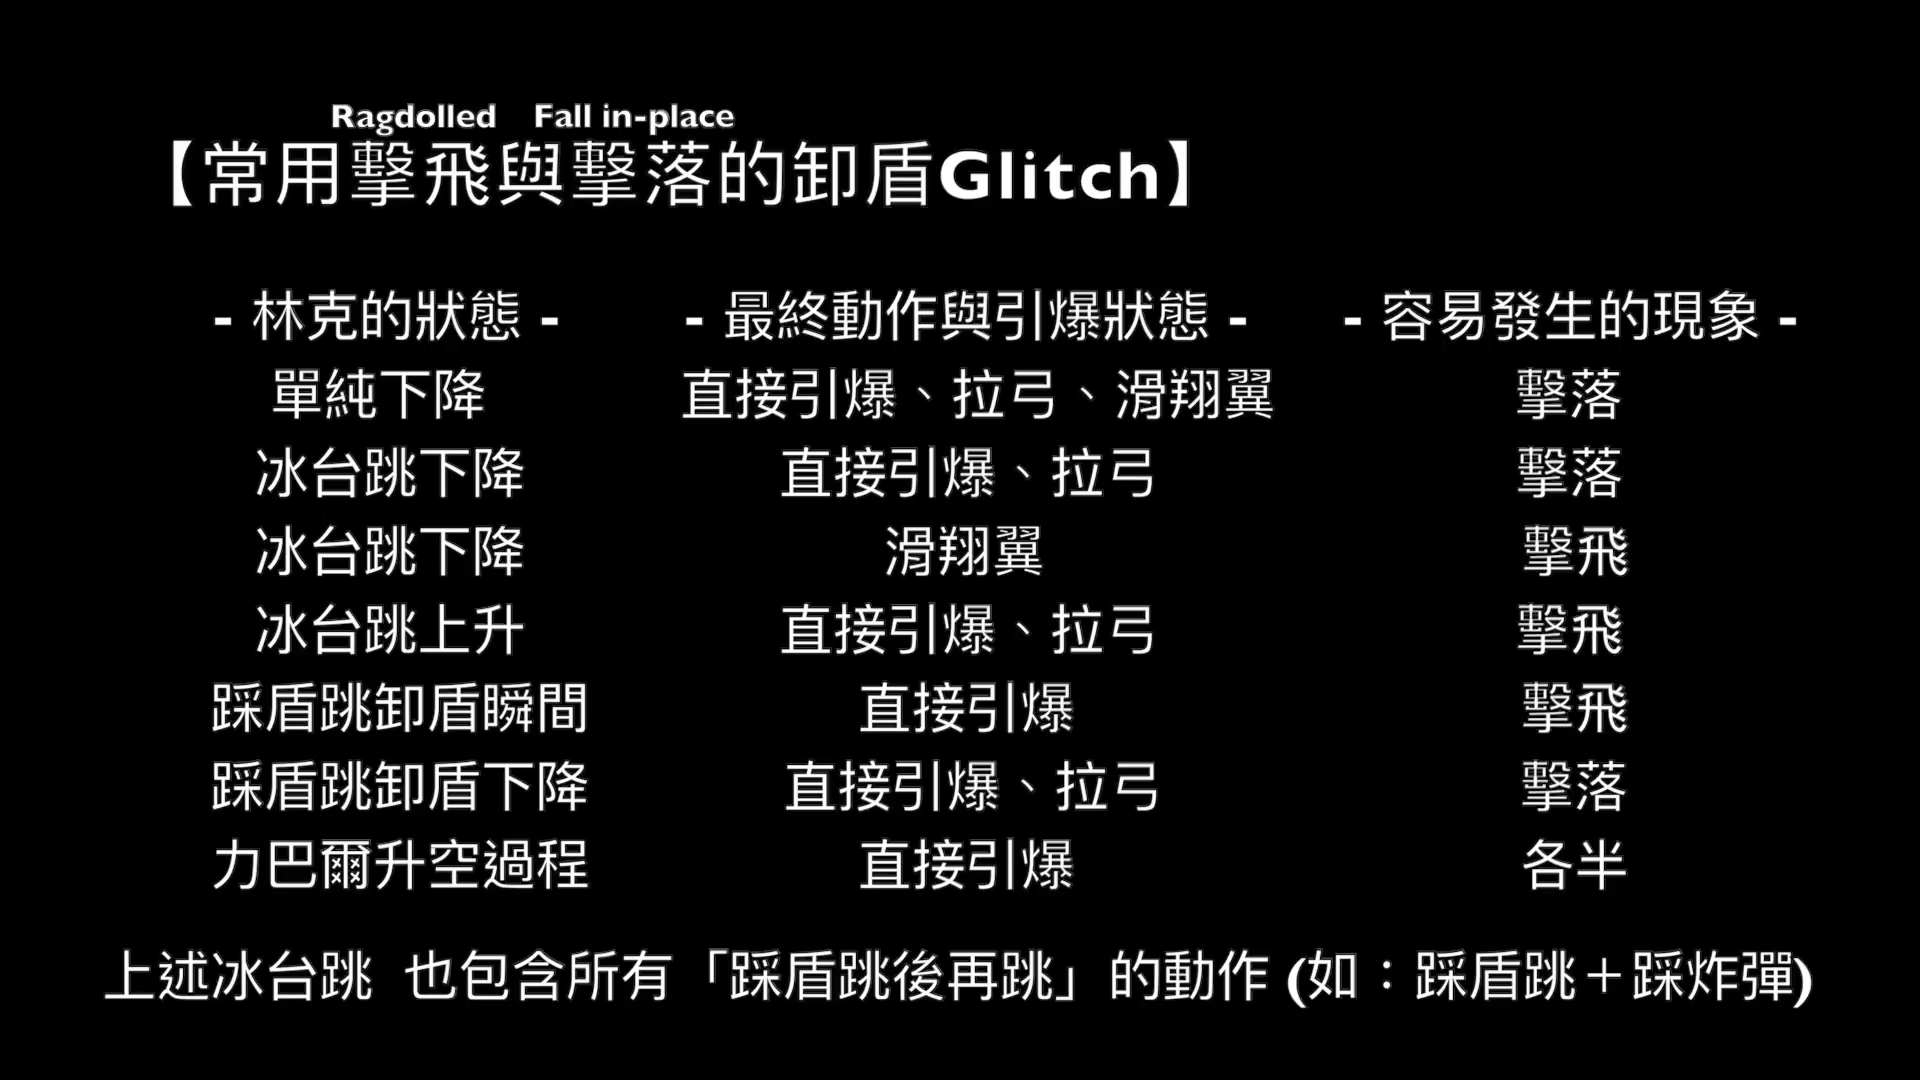 Ragdolled Fall in-place
【常用擊飛與擊落的卸盾Glitch】
- 林克的狀態 - - 最終動作與引爆狀態 - - 容易發生的現象 -
單純下降 直接引爆、拉弓、滑翔翼 擊落
冰台跳下降 直接引爆、拉弓 擊落
冰台跳下降 滑翔翼 擊飛
冰台跳上升 直接引爆、拉弓 擊飛
踩盾跳卸盾瞬間 直接引爆 擊飛
踩盾跳卸盾下降 直接引爆、拉弓 擊落
力巴爾升空過程 直接引爆 各半
上述冰台跳 也包含所有「踩盾跳後再跳」的動作 (如：踩盾跳＋踩炸彈)